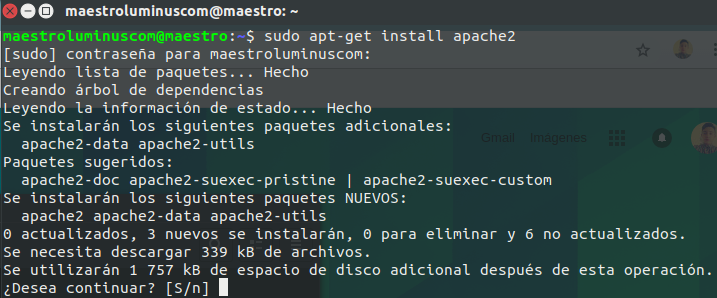 maestroluminuscom@maestro: ~
maestroluminuscom@maestro:~$ sudo apt-get install apache2
[sudo] contraseña para maestroluminuscom:
Leyendo lista de paquetes... Hecho
Creando árbol de dependencias
Leyendo la información de estado... Hecho
Se instalarán los siguientes paquetes adicionales:
  apache2-data apache2-utils
Gmail Imágenes
Paquetes sugeridos:
  apache2-doc apache2-suexec-pristine | apache2-suexec-custom
Se instalarán los siguientes paquetes NUEVOS:
  apache2 apache2-data apache2-utils
0 actualizados, 3 nuevos se instalarán, 0 para eliminar y 6 no actualizados.
Se necesita descargar 339 kB de archivos.
Se utilizarán 1 757 kB de espacio de disco adicional después de esta operación.
¿Desea continuar? [S/n]